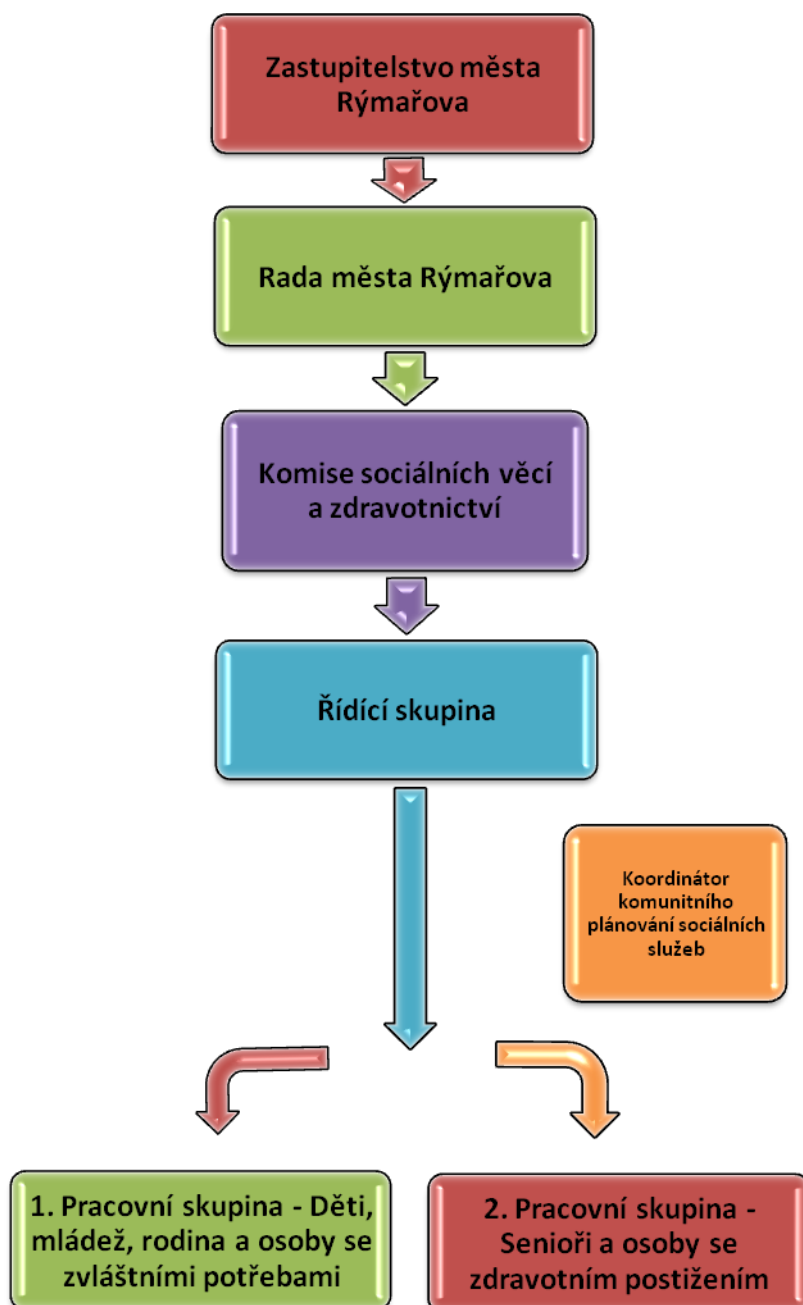 Zastupitelstvo města
Rýmařova
Rada města Rýmařova
Komise sociálních věcí
a zdravotnictví
Řídící skupina
Koordinátor
komunitního
plánování sociálních
služeb
1. Pracovní skupina - Děti,
mládež, rodina a osoby se
zvláštními potřebami
2. Pracovní skupina -
Senioři a osoby se
zdravotním postižením